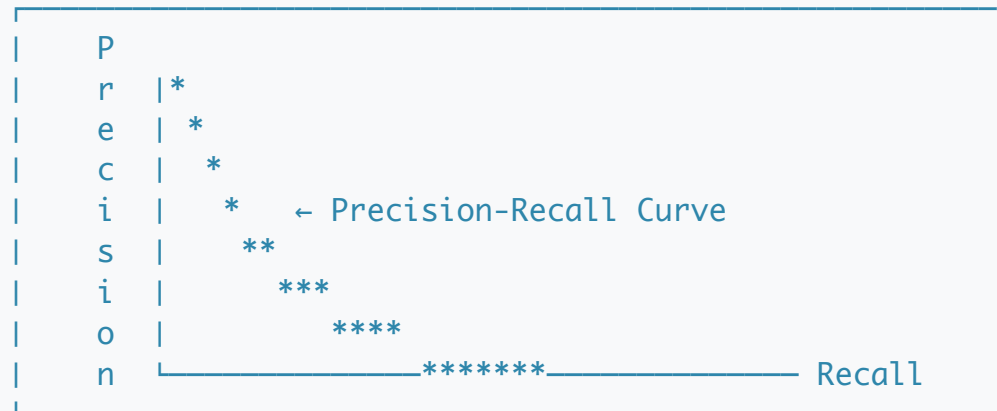 ┌──────────────────────────────────────────────────────
│    P
│    r  |*
│    e  | *
│    c  |  *
│    i  |   *   ← Precision-Recall Curve
│    s  |    **
│    i  |      ***
│    o  |         ****
│    n  └──────────────*******────────────── Recall